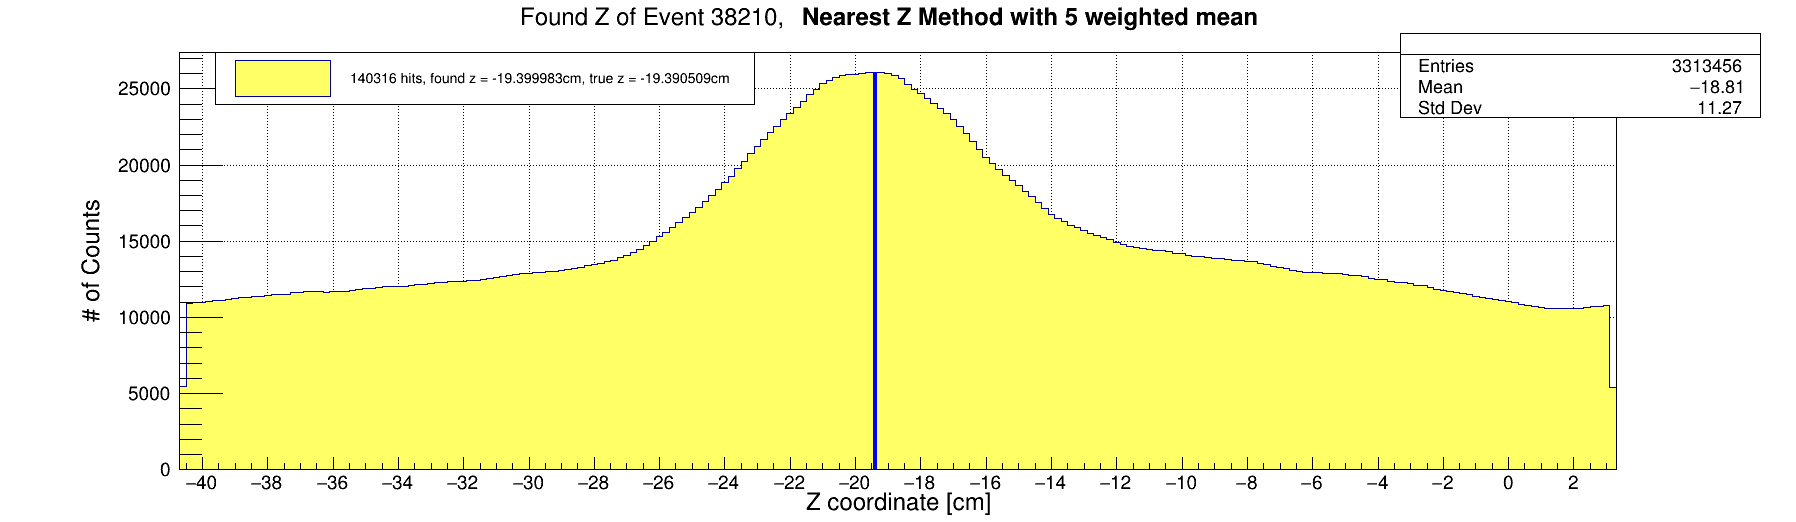 Found Z of Event 38210, Nearest Z Method with 5 weighted mean
140316 hits, found z = -19.399983cm, true z = -19.390509cm
Entries 3313456
Mean −18.81
Std Dev 11.27
# of Counts
25000
20000
15000
10000
5000
0
−40 −38 −36 −34 −32 −30 −28 −26 −24 −22 −20 −18 −16 −14 −12 −10 −8 −6 −4 −2 0 2
Z coordinate [cm]